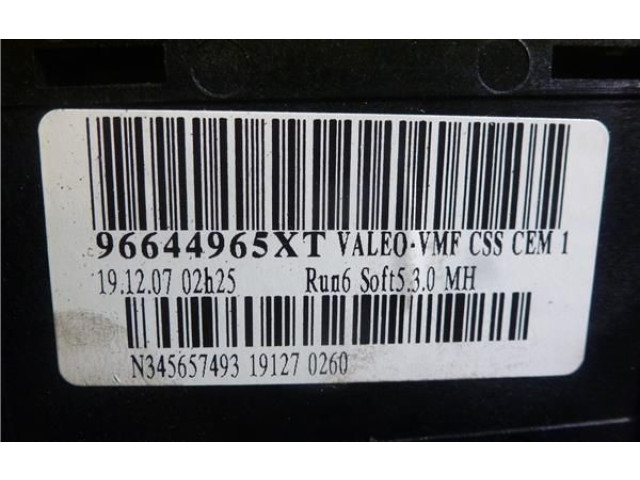 96644965XT VALEO-VMF CSS CEM 1
19.12.07 02h25 Run6 Soft5.3.0 MH
N345657493 19127 0260